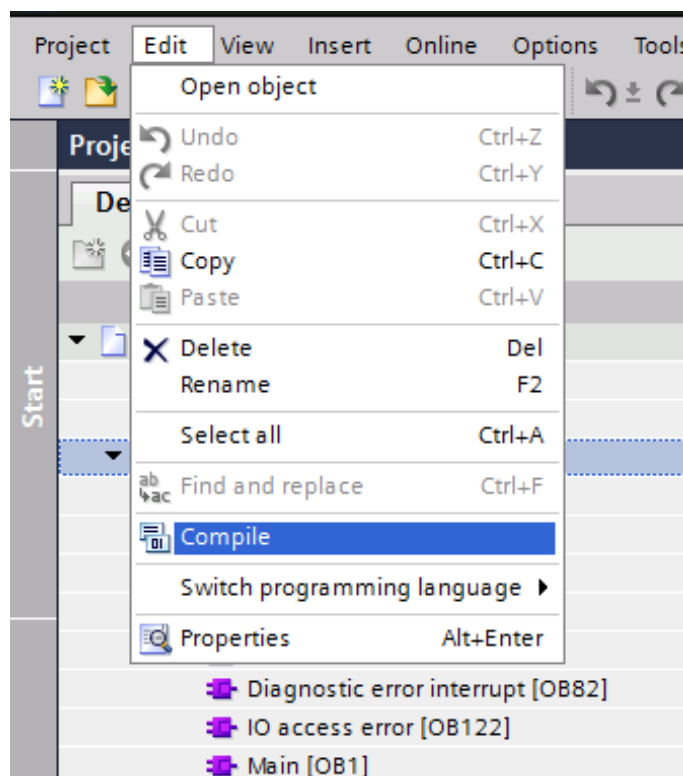 Project Edit View Insert Online Options Tools
Open object
Proje
Undo Ctrl+Z
Redo Ctrl+Y
De
Cut Ctrl+X
Copy Ctrl+C
Paste Ctrl+V
Delete Del
Rename F2
Start
Select all Ctrl+A
Find and replace Ctrl+F
Compile
Switch programming language
Properties Alt+Enter
Diagnostic error interrupt [OB82]
IO access error [OB122]
Main [OB1]